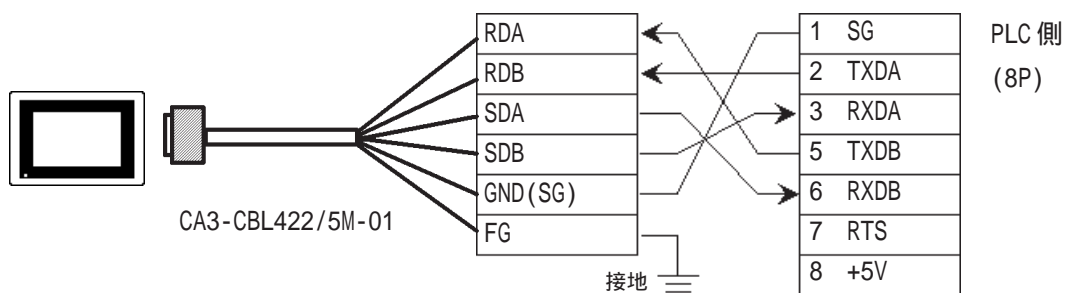 RDA
RDB
SDA
SDB
GND(SG)
FG
CA3-CBL422/5M-01
接地
1 SG
2 TXDA
3 RXDA
5 TXDB
6 RXDB
7 RTS
8 +5V
PLC 側
(8P)